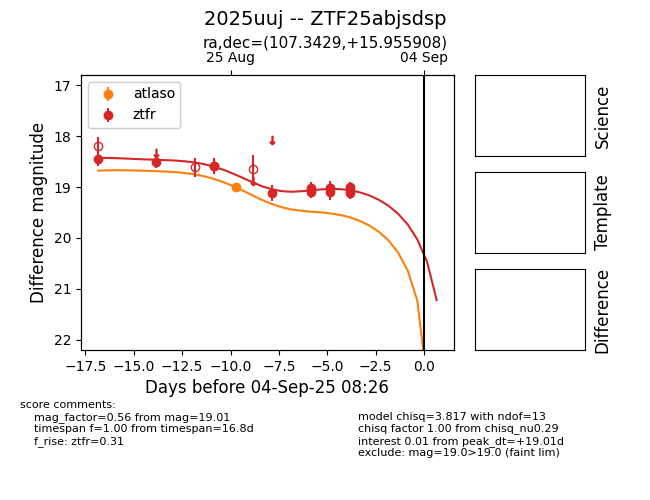 2025uuj -- ZTF25abjsdsp
ra,dec=(107.3429,+15.955908)
25 Aug
04 Sep
atlaso
ztfr
17
18
19
20
21
22
Difference magnitude
−17.5
−15.0
−12.5
−10.0
−7.5
−5.0
−2.5
0.0
Days before 04-Sep-25 08:26
Science
Template
Difference
score comments:
mag_factor=0.56 from mag=19.01
timespan f=1.00 from timespan=16.8d
f_rise: ztfr=0.31
model chisq=3.817 with ndof=13
chisq factor 1.00 from chisq_nu0.29
interest 0.01 from peak_dt=+19.01d
exclude: mag=19.0>19.0 (faint lim)